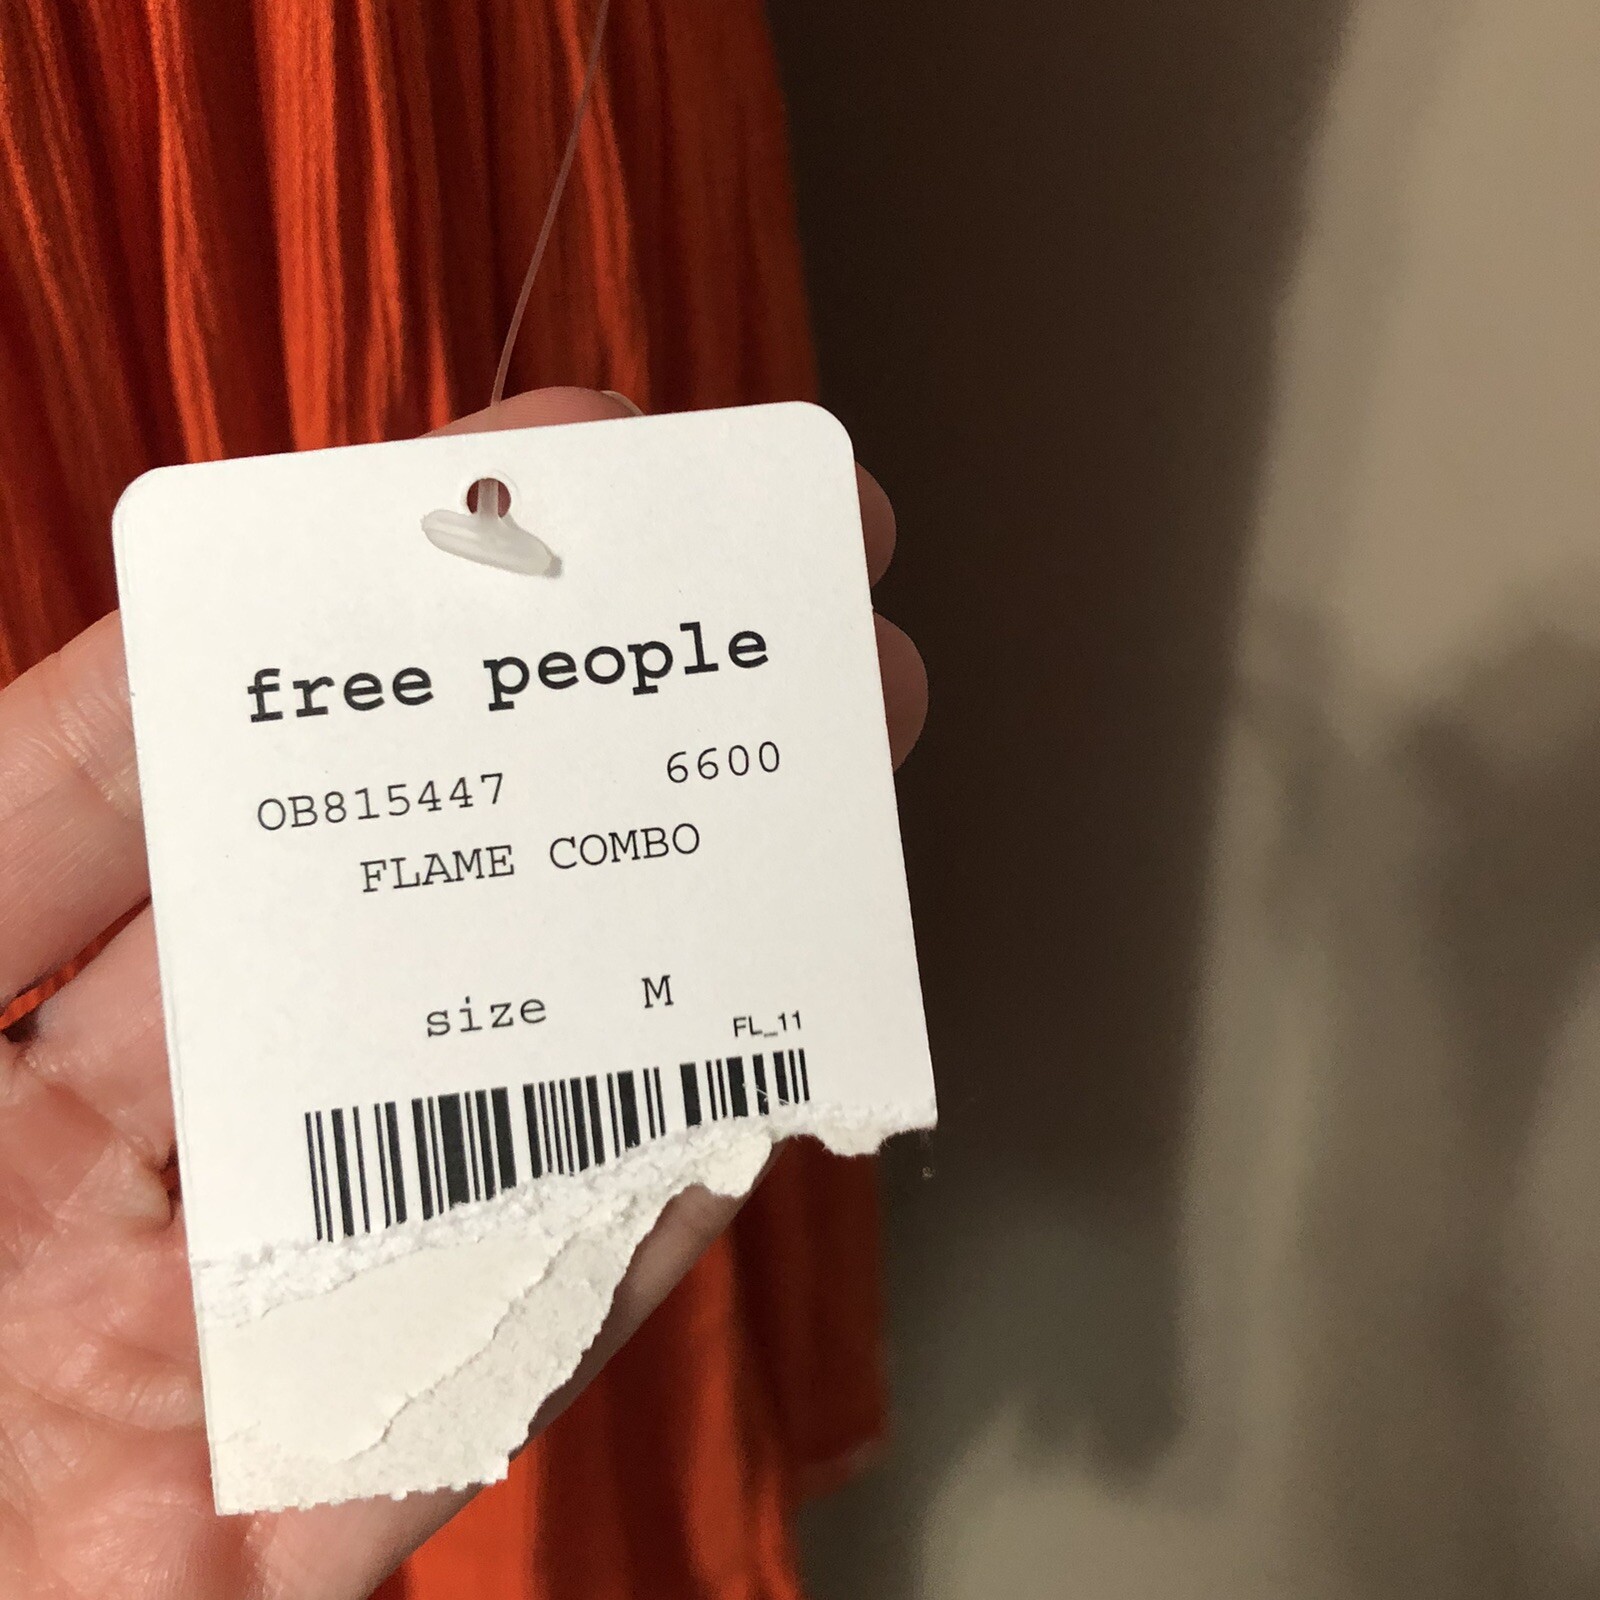 free people
OB815447 6600
FLAME COMBO
size M
FL_11